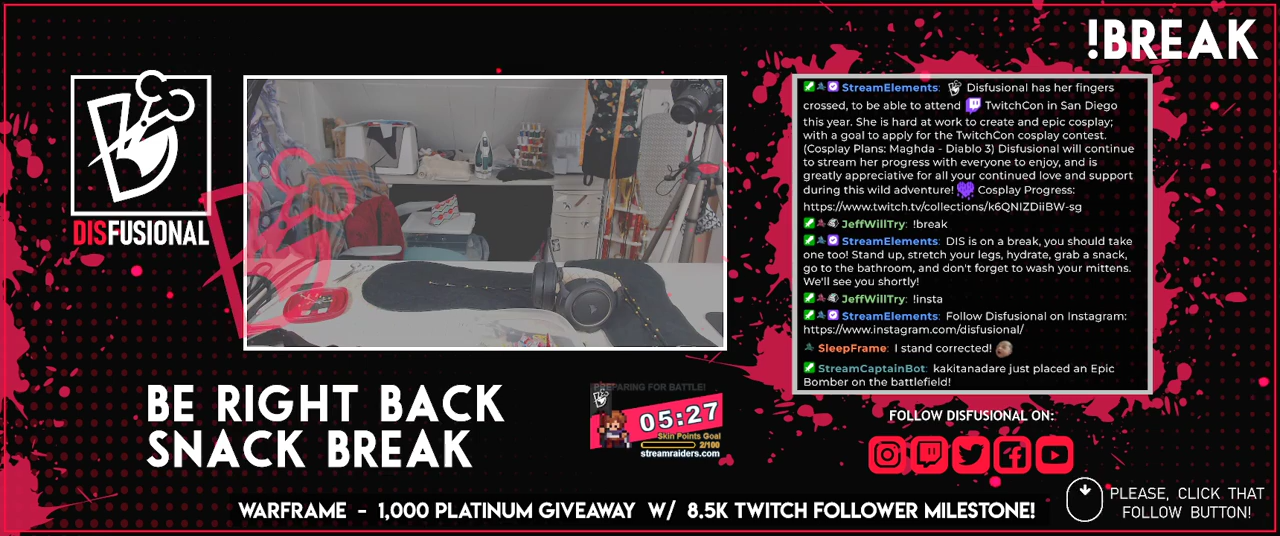 !BREAK
DISFUSIONAL
StreamElements: Disfusional has her fingers
crossed, to be able to attend TwitchCon in San Diego
this year. She is hard at work to create and epic cosplay;
with a goal to apply for the TwitchCon cosplay contest.
(Cosplay Plans: Maghda - Diablo 3) Disfusional will continue
to stream her progress with everyone to enjoy, and is
greatly appreciative for all your continued love and support
during this wild adventure! Cosplay Progress:
https://www.twitch.tv/collections/k6QNIZDiiBW-sg
JeffWillTry: !break
StreamElements: DIS is on a break, you should take
one too! Stand up, stretch your legs, hydrate, grab a snack,
go to the bathroom, and don't forget to wash your mittens.
We'll see you shortly!
JeffWillTry: !insta
StreamElements: Follow Disfusional on Instagram:
https://www.instagram.com/disfusional/
SleepFrame: I stand corrected!
StreamCaptainBot: kakitanadare just placed an Epic
Bomber on the battlefield!
BE RIGHT BACK
SNACK BREAK
PREPARING FOR BATTLE!
05:27
Skin Points Goal
2/100
streamraiders.com
FOLLOW DISFUSIONAL ON:
WARFRAME - 1,000 PLATINUM GIVEAWAY W/ 8.5K TWITCH FOLLOWER MILESTONE!
PLEASE, CLICK THAT
FOLLOW BUTTON!